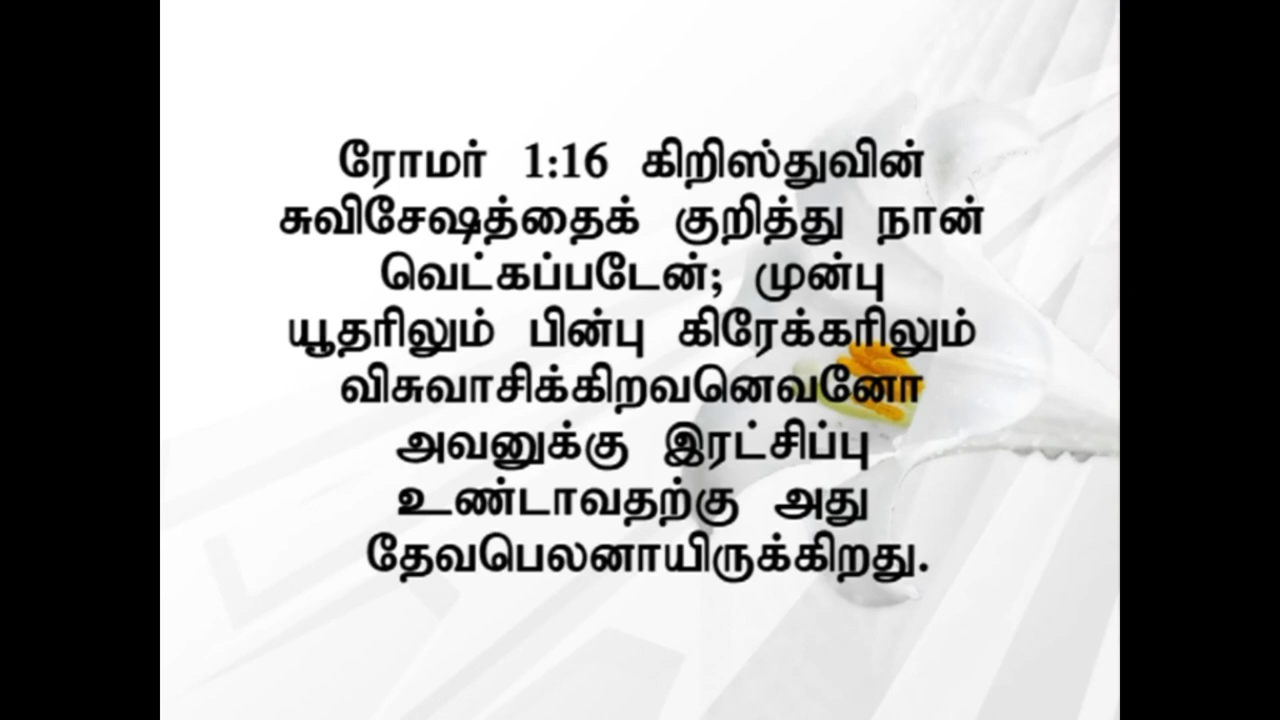 ரோமர் 1:16 கிறிஸ்துவின்
சுவிசேஷத்தைக் குறித்து நான்
வெட்கப்படேன்; முன்பு
யூதரிலும் பின்பு கிரேக்கரிலும்
விசுவாசிக்கிறவனெவனோ
அவனுக்கு இரட்சிப்பு
உண்டாவதற்கு அது
தேவபெலனாயிருக்கிறது.